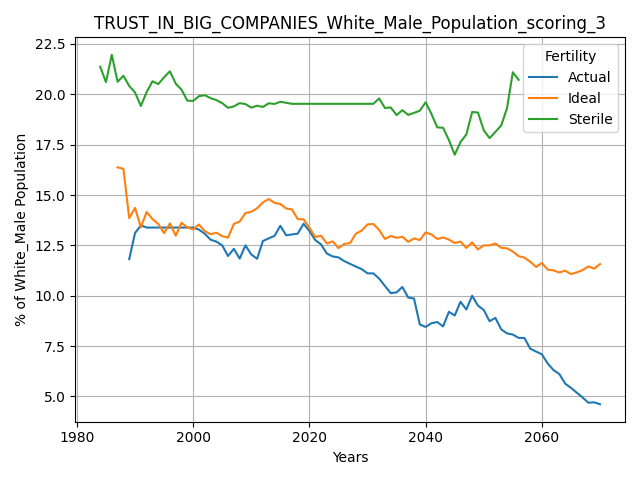 TRUST_IN_BIG_COMPANIES_White_Male_Population_scoring_3
22.5
20.0
17.5
15.0
12.5
10.0
7.5
5.0
% of White_Male Population
Fertility
Actual
Ideal
Sterile
1980
2000
2020
2040
2060
Years